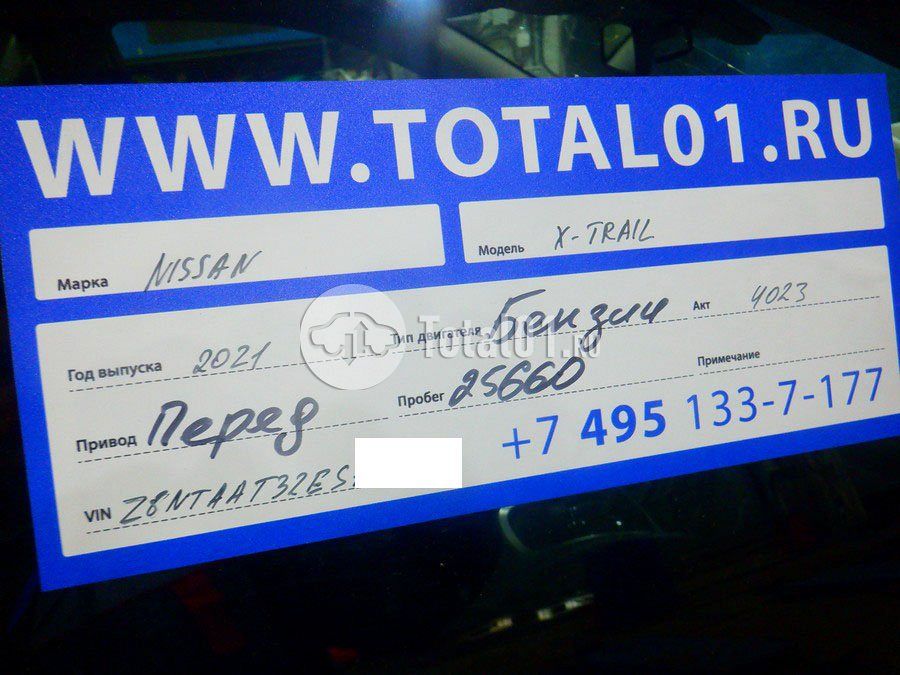 WWW.TOTAL01.RU
Марка NISSAN Модель X-TRAIL
Год выпуска 2021 Тип двигателя Бензин Акт 4023
Total01.ru
Привод Перед Пробег 25660 Примечание
+7 495 133-7-177
VIN Z8NTAAT32ES